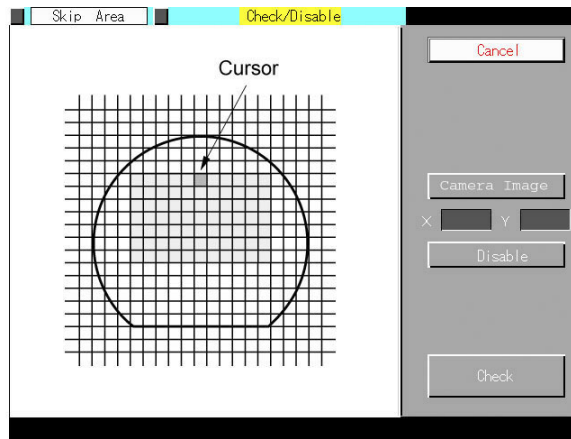 Skip Area
Check/Disable
Cursor
Cancel
Camera Image
X Y
Disable
Check